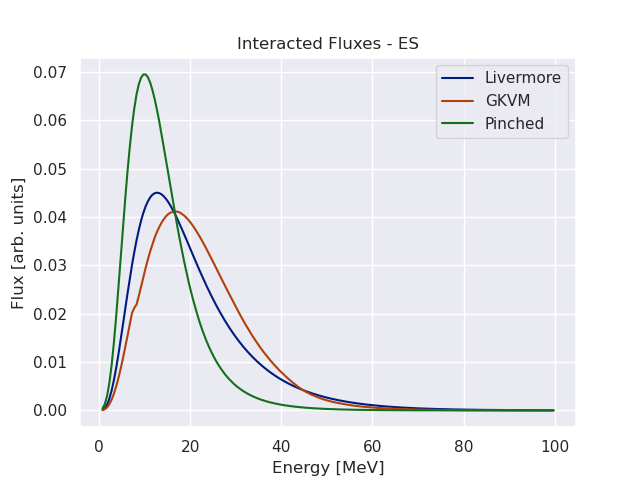 Interacted Fluxes - ES
Flux [arb. units]
0.07
0.06
0.05
0.04
0.03
0.02
0.01
0.00
Livermore
GKVM
Pinched
0
20
40
60
80
100
Energy [MeV]